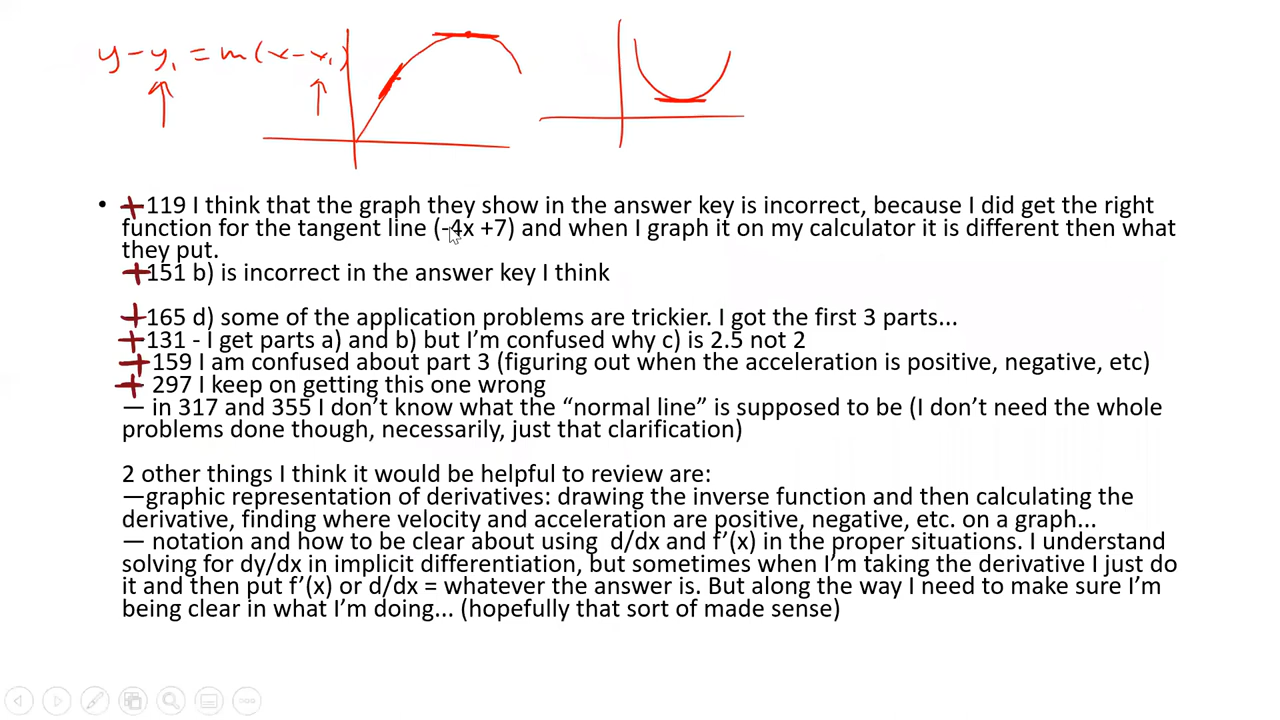 y - y₁ = m(x - x₁)
• 119 I think that the graph they show in the answer key is incorrect, because I did get the right
function for the tangent line (-4x +7) and when I graph it on my calculator it is different then what
they put.
151 b) is incorrect in the answer key I think
165 d) some of the application problems are trickier. I got the first 3 parts...
131 - I get parts a) and b) but I’m confused why c) is 2.5 not 2
159 I am confused about part 3 (figuring out when the acceleration is positive, negative, etc)
297 I keep on getting this one wrong
— in 317 and 355 I don’t know what the “normal line” is supposed to be (I don’t need the whole
problems done though, necessarily, just that clarification)
2 other things I think it would be helpful to review are:
—graphic representation of derivatives: drawing the inverse function and then calculating the
derivative, finding where velocity and acceleration are positive, negative, etc. on a graph...
— notation and how to be clear about using  d/dx and f’(x) in the proper situations. I understand
solving for dy/dx in implicit differentiation, but sometimes when I’m taking the derivative I just do
it and then put f’(x) or d/dx = whatever the answer is. But along the way I need to make sure I’m
being clear in what I’m doing... (hopefully that sort of made sense)